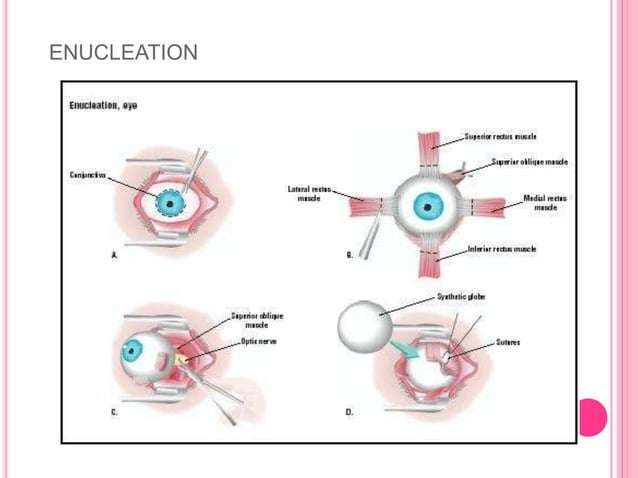 ENUCLEATION
Enucleation, eye
Conjunctiva
A.
Superior rectus muscle
Superior oblique muscle
Lateral rectus
muscle
Medial rectus
muscle
Inferior rectus muscle
B.
Superior oblique
muscle
Optic nerve
C.
Synthetic globe
Sutures
D.